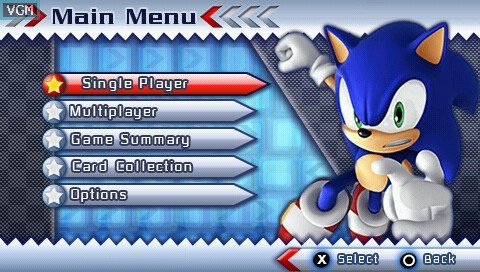 VGM
Main Menu
Single Player
Multiplayer
Game Summary
Card Collection
Options
X Select O Back